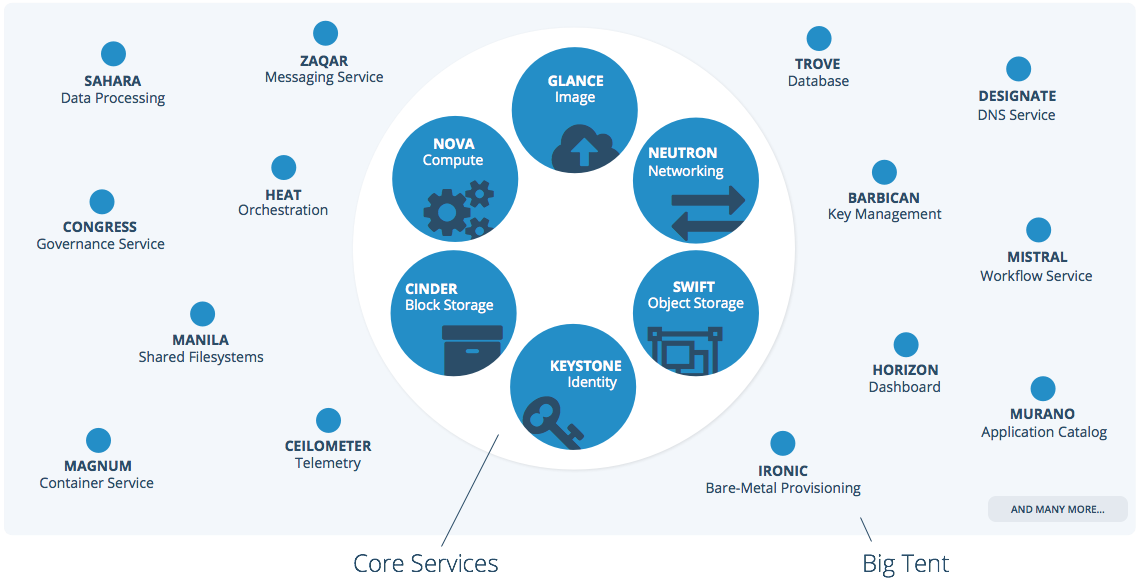 SAHARA
Data Processing
ZAQAR
Messaging Service
HEAT
Orchestration
CONGRESS
Governance Service
MANILA
Shared Filesystems
MAGNUM
Container Service
CEILOMETER
Telemetry
GLANCE
Image
NOVA
Compute
NEUTRON
Networking
CINDER
Block Storage
SWIFT
Object Storage
KEYSTONE
Identity
TROVE
Database
DESIGNATE
DNS Service
BARBICAN
Key Management
MISTRAL
Workflow Service
HORIZON
Dashboard
MURANO
Application Catalog
IRONIC
Bare-Metal Provisioning
AND MANY MORE...
Core Services
Big Tent